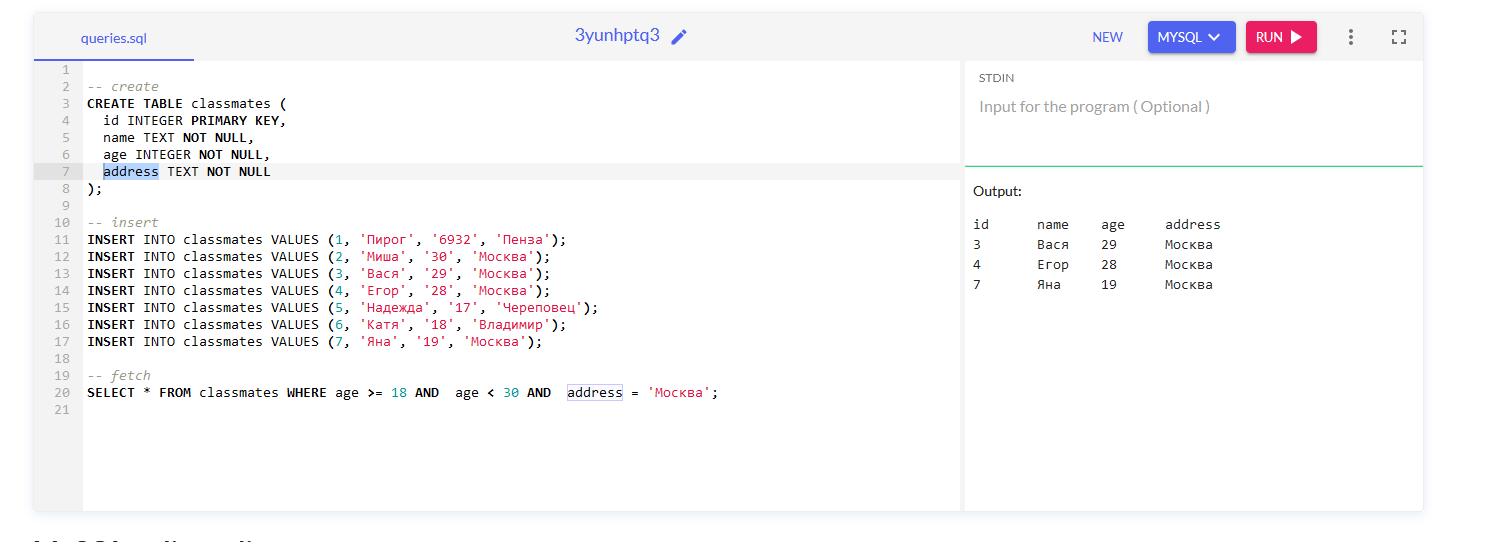 queries.sql
3yunhptq3
NEW
MYSQL
RUN
1
2 -- create
3 CREATE TABLE classmates (
4 id INTEGER PRIMARY KEY,
5 name TEXT NOT NULL,
6 age INTEGER NOT NULL,
7 address TEXT NOT NULL
8 );
9
10 -- insert
11 INSERT INTO classmates VALUES (1, 'Пирог', '6932', 'Пенза');
12 INSERT INTO classmates VALUES (2, 'Миша', '30', 'Москва');
13 INSERT INTO classmates VALUES (3, 'Вася', '29', 'Москва');
14 INSERT INTO classmates VALUES (4, 'Егор', '28', 'Москва');
15 INSERT INTO classmates VALUES (5, 'Надежда', '17', 'Череповец');
16 INSERT INTO classmates VALUES (6, 'Катя', '18', 'Владимир');
17 INSERT INTO classmates VALUES (7, 'Яна', '19', 'Москва');
18
19 -- fetch
20 SELECT * FROM classmates WHERE age >= 18 AND  age < 30 AND  address = 'Москва';
21
STDIN
Input for the program ( Optional )
Output:
id name age address
3 Вася 29 Москва
4 Егор 28 Москва
7 Яна 19 Москва